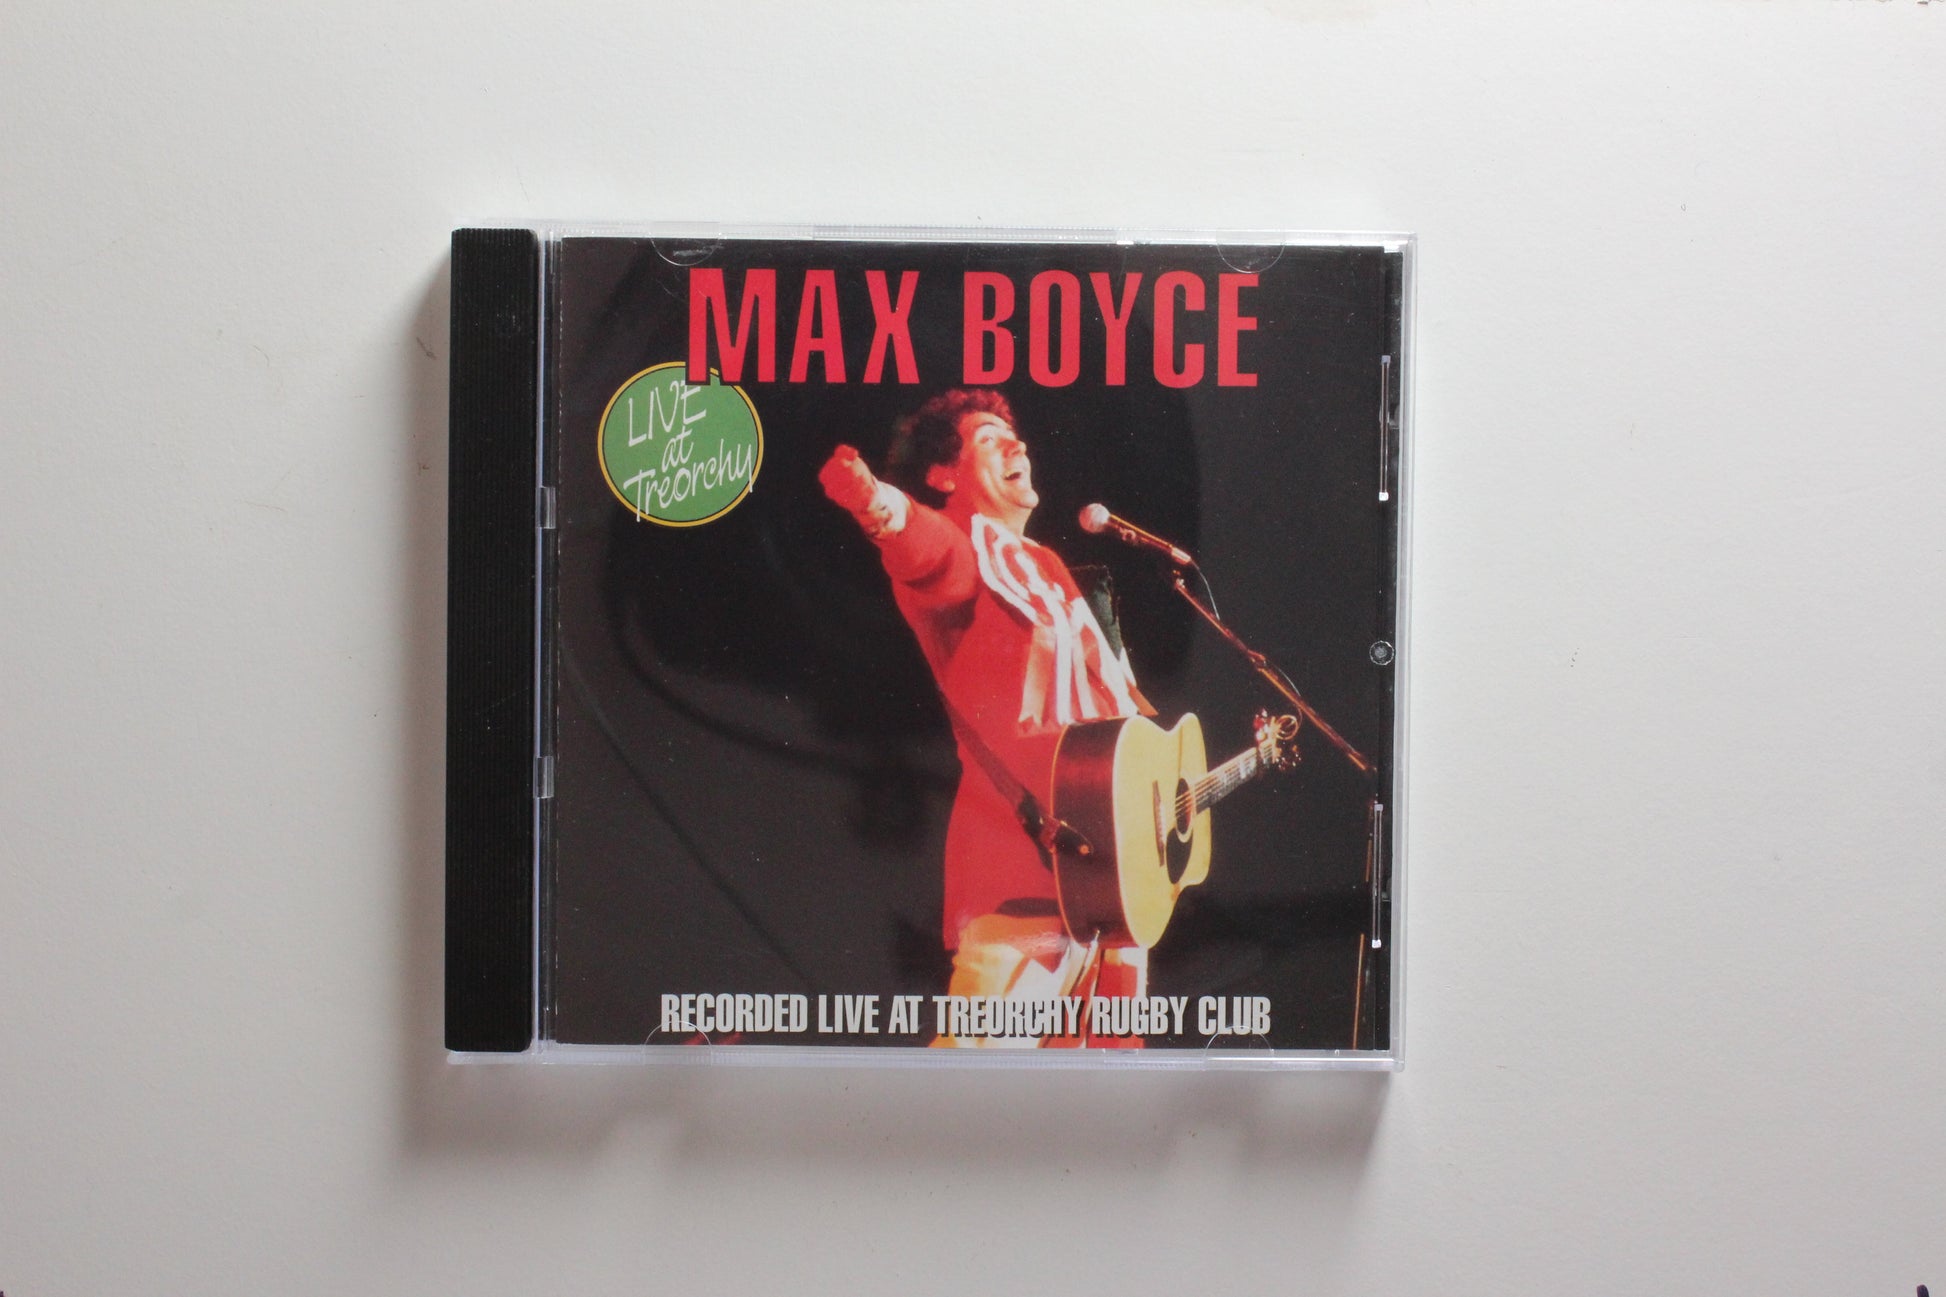 MAX BOYCE
LIVE
at
Treorchy
RECORDED LIVE AT TREORCHY RUGBY CLUB